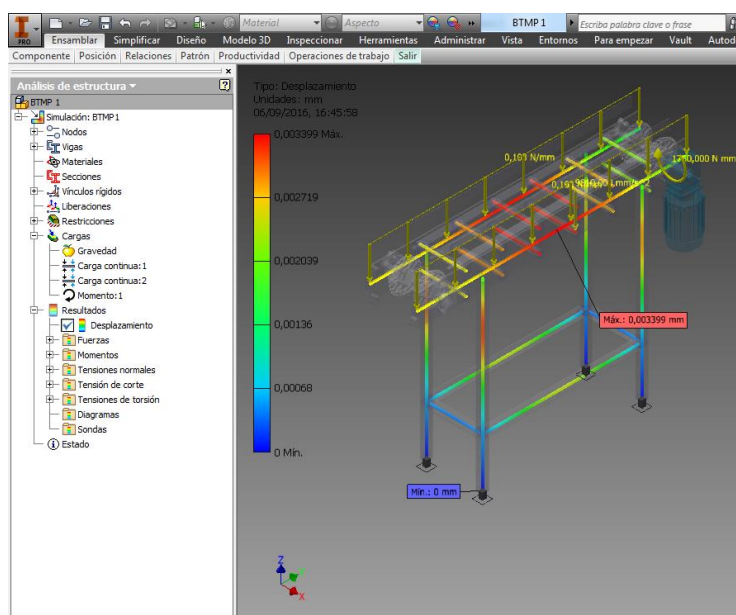 Material
Aspecto
BTMP 1
Escriba palabra clave o frase
PRO
Ensamblar Simplificar Diseño Modelo 3D Inspeccionar Herramientas Administrar Vista Entornos Para empezar Vault Autod
Componente Posición Relaciones Patrón Productividad Operaciones de trabajo Salir
Análisis de estructura
BTMP 1
Simulación: BTMP1
Nodos
Vigas
Materiales
Secciones
Vínculos rígidos
Liberaciones
Restricciones
Cargas
Gravedad
Carga continua:1
Carga continua:2
Momento:1
Resultados
Desplazamiento
Fuerzas
Momentos
Tensiones normales
Tensión de corte
Tensiones de torsión
Diagramas
Sondas
Estado
Tipo: Desplazamiento
Unidades: mm
06/09/2016, 16:45:58
0,003399 Máx.
0,002719
0,002039
0,00136
0,00068
0 Mín.
0,193 N/mm
Máx.: 0,003399 mm
Mín.: 0 mm
Z
X